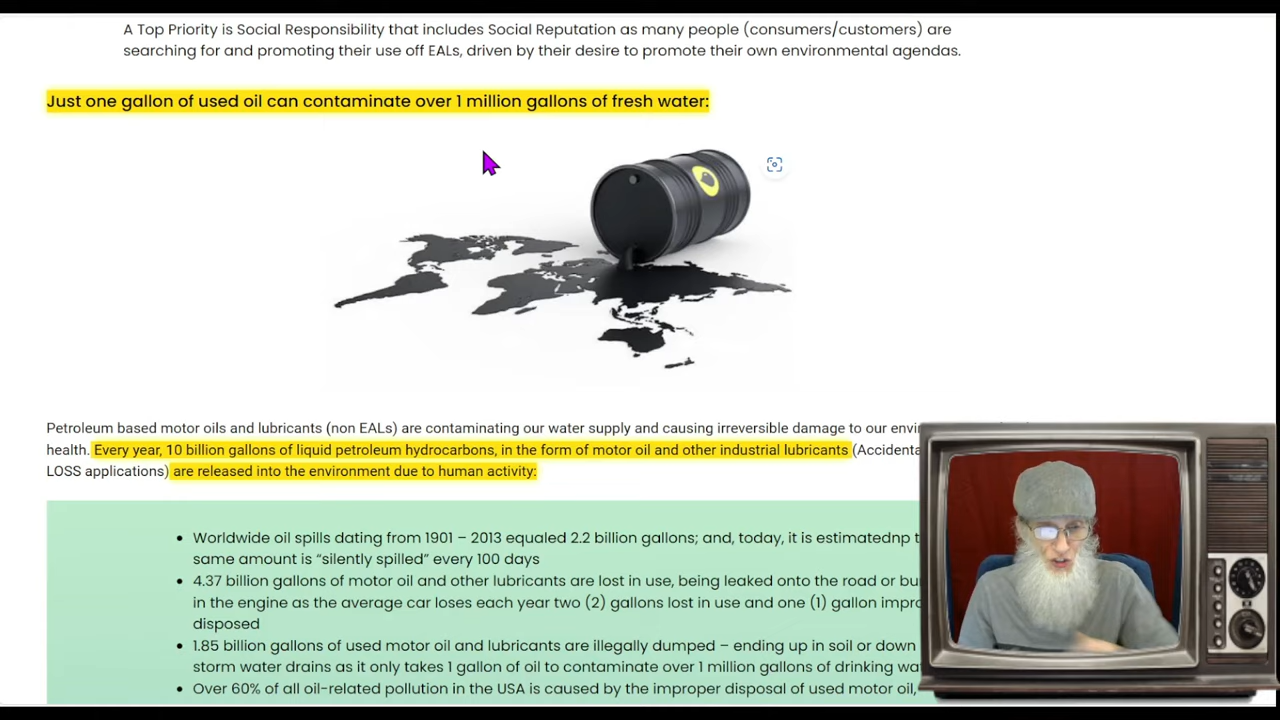 A Top Priority is Social Responsibility that includes Social Reputation as many people (consumers/customers) are
searching for and promoting their use off EALs, driven by their desire to promote their own environmental agendas.
Just one gallon of used oil can contaminate over 1 million gallons of fresh water:
Petroleum based motor oils and lubricants (non EALs) are contaminating our water supply and causing irreversible damage to our
health. Every year, 10 billion gallons of liquid petroleum hydrocarbons, in the form of motor oil and other industrial lubricants
LOSS applications) are released into the environment due to human activity:
• Worldwide oil spills dating from 1901 – 2013 equaled 2.2 billion gallons; and, today, it is estimatednp
same amount is “silently spilled” every 100 days
• 4.37 billion gallons of motor oil and other lubricants are lost in use, being leaked onto the road or
in the engine as the average car loses each year two (2) gallons lost in use and one (1) gallon
disposed
• 1.85 billion gallons of used motor oil and lubricants are illegally dumped – ending up in soil or down
storm water drains as it only takes 1 gallon of oil to contaminate over 1 million gallons of drinking
• Over 60% of all oil-related pollution in the USA is caused by the improper disposal of used motor oil,